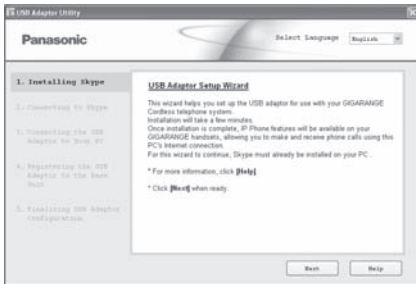 USB Adaptor Utility
Panasonic
Select Language
English
1. Installing Skype
2. Connecting to Skype
3. Connecting the USB
Adaptor to Your PC
4. Registering the USB
Adaptor to the Base
Unit
5. Finalizing USB Adaptor
Configuration
USB Adaptor Setup Wizard
This wizard helps you set up the USB adaptor for use with your GIGARANGE
Cordless telephone system.
Installation will take a few minutes.
Once installation is complete, IP Phone features will be available on your
GIGARANGE handsets, allowing you to make and receive phone calls using this
PC's Internet connection.
For this wizard to continue, Skype must already be installed on your PC .
* For more information, click [Help].
* Click [Next] when ready.
Next
Help